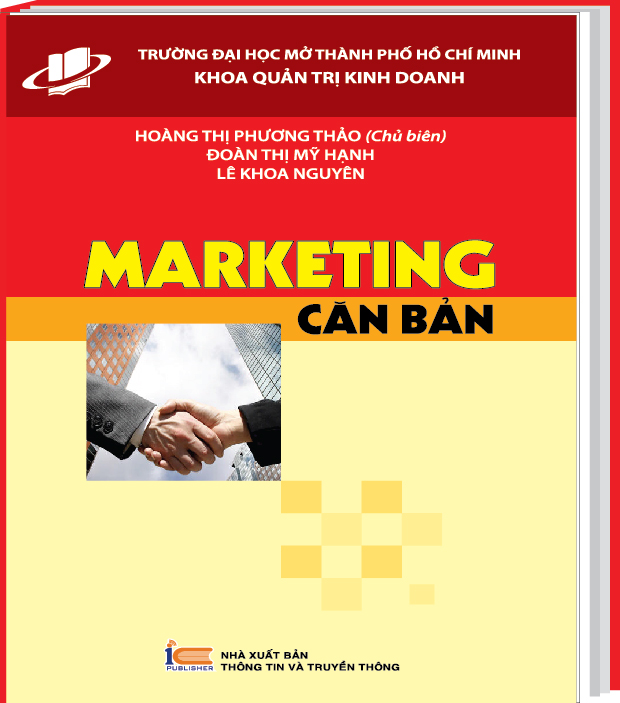 TRƯỜNG ĐẠI HỌC MỞ THÀNH PHỐ HỒ CHÍ MINH
KHOA QUẢN TRỊ KINH DOANH
HOÀNG THỊ PHƯƠNG THẢO (Chủ biên)
ĐOÀN THỊ MỸ HẠNH
LÊ KHOA NGUYÊN
MARKETING
CĂN BẢN
PUBLISHER
NHÀ XUẤT BẢN
THÔNG TIN VÀ TRUYỀN THÔNG